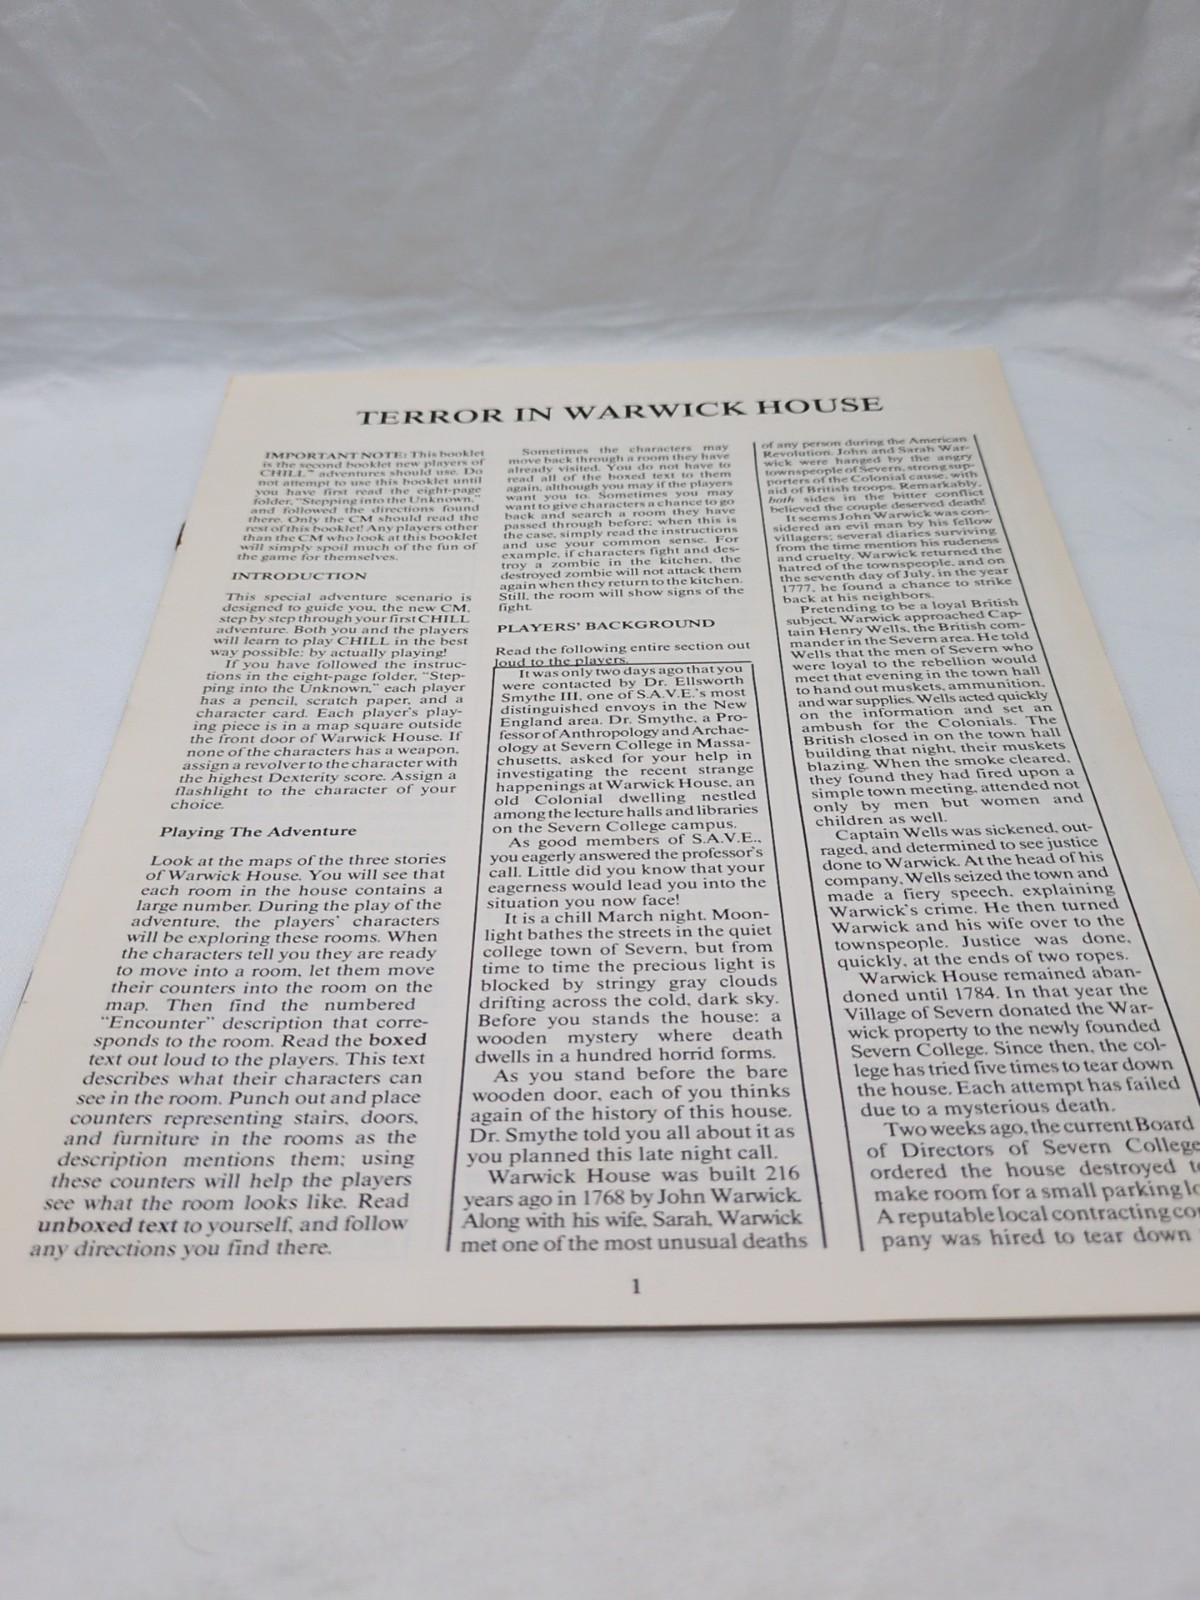 TERROR IN WARWICK HOUSE
IMPORTANT NOTE: This booklet
is the second booklet new players of
CHILL™ adventures should use. Do
not attempt to use this booklet until
you have first read the eight-page
folder, "Stepping into the Unknown,"
and followed the directions found
there. Only the CM should read the
rest of this booklet! Any players other
than the CM who look at this booklet
will simply spoil much of the fun of
the game for themselves.
INTRODUCTION
This special adventure scenario is
designed to guide you, the new CM,
step by step through your first CHILL
adventure. Both you and the players
will learn to play CHILL in the best
way possible: by actually playing!
If you have followed the instruc-
tions in the eight-page folder, "Step-
ping into the Unknown," each player
has a pencil, scratch paper, and a
character card. Each player's play-
ing piece is in a map square outside
the front door of Warwick House. If
none of the characters has a weapon,
assign a revolver to the character with
the highest Dexterity score. Assign a
flashlight to the character of your
choice.
Playing The Adventure
Look at the maps of the three stories
of Warwick House. You will see that
each room in the house contains a
large number. During the play of the
adventure, the players' characters
will be exploring these rooms. When
the characters tell you they are ready
to move into a room, let them move
their counters into the room on the
map. Then find the numbered
"Encounter" description that corre-
sponds to the room. Read the boxed
text out loud to the players. This text
describes what their characters can
see in the room. Punch out and place
counters representing stairs, doors,
and furniture in the rooms as the
description mentions them; using
these counters will help the players
see what the room looks like. Read
unboxed text to yourself, and follow
any directions you find there.
Sometimes the characters may
move back through a room they have
already visited. You do not have to
read all of the boxed text to them
again, although you may if the players
want you to. Sometimes you may
want to give characters a chance to go
back and search a room they have
passed through before; when this is
the case, simply read the instructions
and use your common sense. For
example, if characters fight and des-
troy a zombie in the kitchen, the
destroyed zombie will not attack them
again when they return to the kitchen.
Still, the room will show signs of the
fight.
PLAYERS' BACKGROUND
Read the following entire section out
loud to the players.
It was only two days ago that you
were contacted by Dr. Ellsworth
Smythe III, one of S.A.V.E.'s most
distinguished envoys in the New
England area. Dr. Smythe, a Pro-
fessor of Anthropology and Archae-
ology at Severn College in Massa-
chusetts, asked for your help in
investigating the recent strange
happenings at Warwick House, an
old Colonial dwelling nestled
among the lecture halls and libraries
on the Severn College campus.
As good members of S.A.V.E.,
you eagerly answered the professor's
call. Little did you know that your
eagerness would lead you into the
situation you now face!
It is a chill March night. Moon-
light bathes the streets in the quiet
college town of Severn, but from
time to time the precious light is
blocked by stringy gray clouds
drifting across the cold, dark sky.
Before you stands the house: a
wooden mystery where death
dwells in a hundred horrid forms.
As you stand before the bare
wooden door, each of you thinks
again of the history of this house.
Dr. Smythe told you all about it as
you planned this late night call.
Warwick House was built 216
years ago in 1768 by John Warwick.
Along with his wife, Sarah, Warwick
met one of the most unusual deaths
of any person during the American
Revolution. John and Sarah War-
wick were hanged by the angry
townspeople of Severn, strong sup-
porters of the Colonial cause, with
aid of British troops. Remarkably,
both sides in the bitter conflict
believed the couple deserved death!
It seems John Warwick was con-
sidered an evil man by his fellow
villagers; several diaries surviving
from the time mention his rudeness
and cruelty. Warwick returned the
hatred of the townspeople, and on
the seventh day of July, in the year
1777, he found a chance to strike
back at his neighbors.
Pretending to be a loyal British
subject, Warwick approached Cap-
tain Henry Wells, the British com-
mander in the Severn area. He told
Wells that the men of Severn who
were loyal to the rebellion would
meet that evening in the town hall
to hand out muskets, ammunition,
and war supplies. Wells acted quickly
on the information and set an
ambush for the Colonials. The
British closed in on the town hall
building that night, their muskets
blazing. When the smoke cleared,
they found they had fired upon a
simple town meeting, attended not
only by men but women and
children as well.
Captain Wells was sickened, out-
raged, and determined to see justice
done to Warwick. At the head of his
company, Wells seized the town and
made a fiery speech, explaining
Warwick's crime. He then turned
Warwick and his wife over to the
townspeople. Justice was done,
quickly, at the ends of two ropes.
Warwick House remained aban-
doned until 1784. In that year the
Village of Severn donated the War-
wick property to the newly founded
Severn College. Since then, the col-
lege has tried five times to tear down
the house. Each attempt has failed
due to a mysterious death.
Two weeks ago, the current Board
of Directors of Severn College
ordered the house destroyed t
make room for a small parking lo
A reputable local contracting co
pany was hired to tear down
1